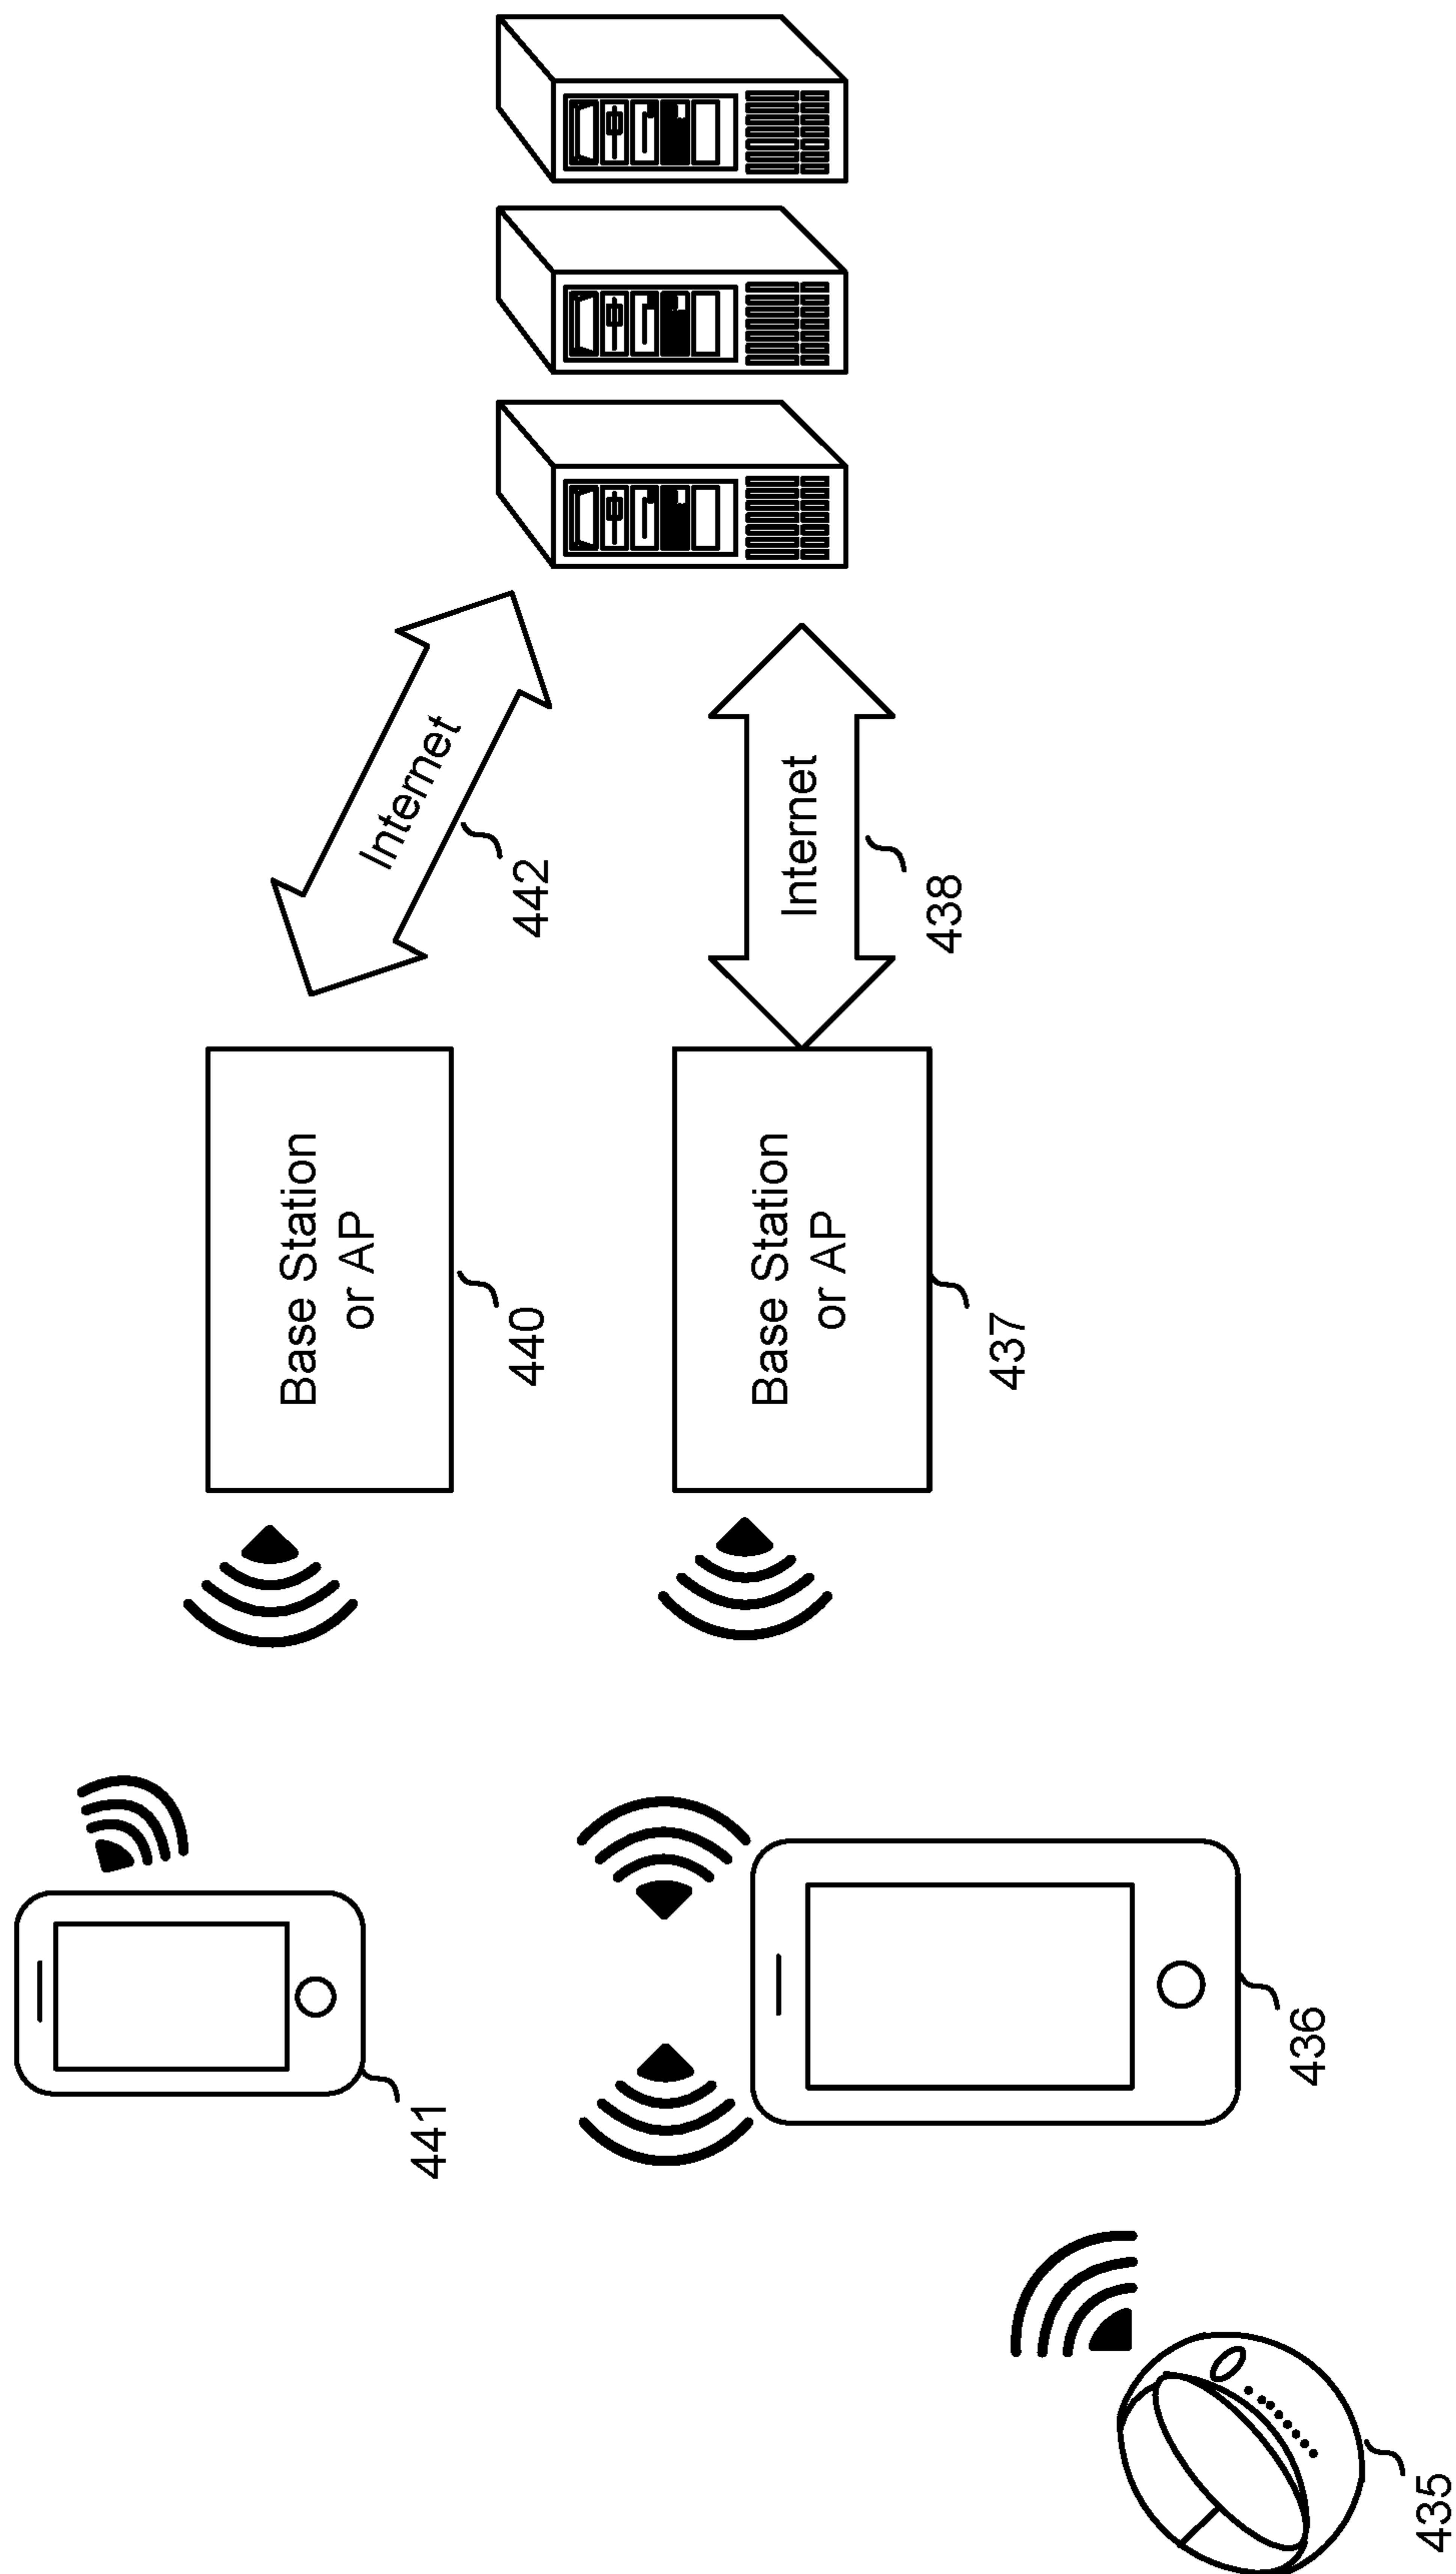 441
Base Station
or AP
440
Internet
442
435
436
Base Station
or AP
437
Internet
438